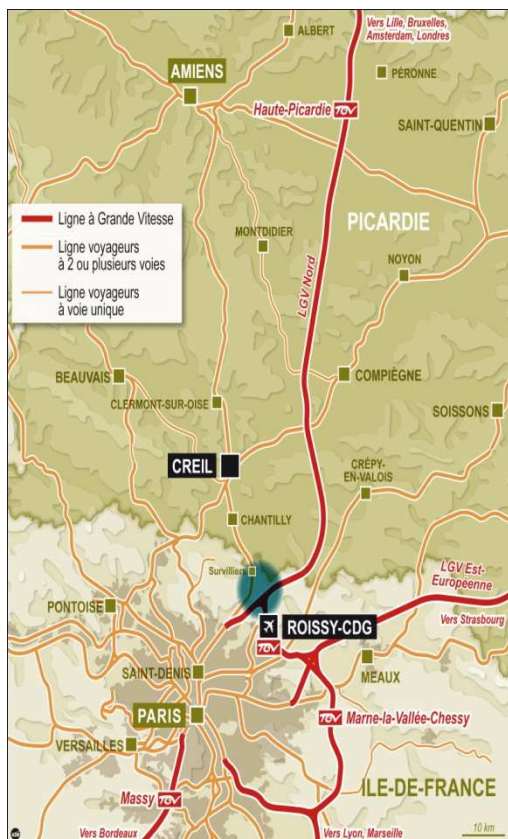 Vers Lille, Bruxelles,
Amsterdam, Londres
ALBERT
AMIENS
PÉRONNE
Haute-Picardie TGV
SAINT-QUENTIN
Ligne à Grande Vitesse
Ligne voyageurs
à 2 ou plusieurs voies
Ligne voyageurs
à voie unique
PICARDIE
MONTDIDIER
NOYON
LGV Nord
BEAUVAIS
COMPIÈGNE
CLERMONT-SUR-OISE
SOISSONS
CREIL
CRÉPY-
EN-VALOIS
CHANTILLY
Survilliers
LGV Est-
Européenne
PONTOISE
ROISSY-CDG
Vers Strasbourg
TGV
SAINT-DENIS
MEAUX
PARIS
TGV Marne-la-Vallée-Chessy
VERSAILLES
ILE-DE-FRANCE
Massy TGV
Vers Bordeaux
Vers Lyon, Marseille
10 km